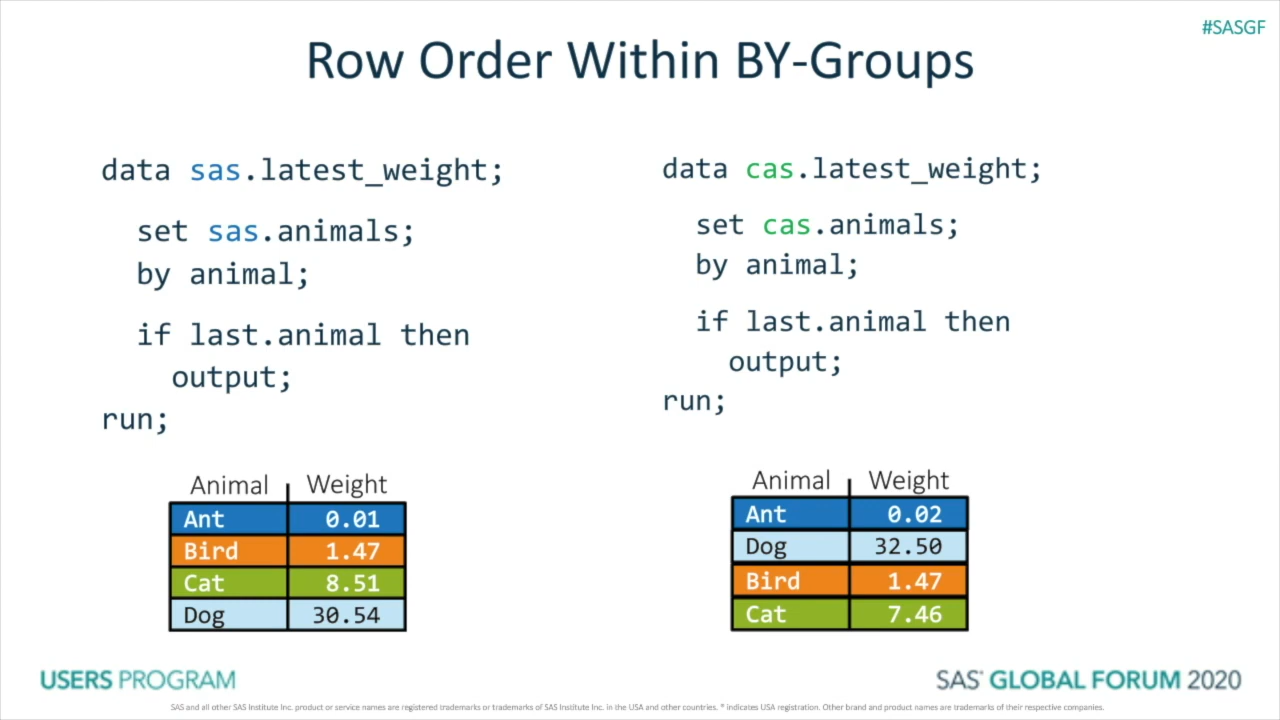 #SASGF
Row Order Within BY-Groups
data sas.latest_weight;
set sas.animals;
by animal;
if last.animal then
output;
run;
Animal Weight
Ant 0.01
Bird 1.47
Cat 8.51
Dog 30.54
data cas.latest_weight;
set cas.animals;
by animal;
if last.animal then
output;
run;
Animal Weight
Ant 0.02
Dog 32.50
Bird 1.47
Cat 7.46
USERS PROGRAM
SAS® GLOBAL FORUM 2020
SAS and all other SAS Institute Inc. product or service names are registered trademarks or trademarks of SAS Institute Inc. in the USA and other countries. ® indicates USA registration. Other brand and product names are trademarks of their respective companies.